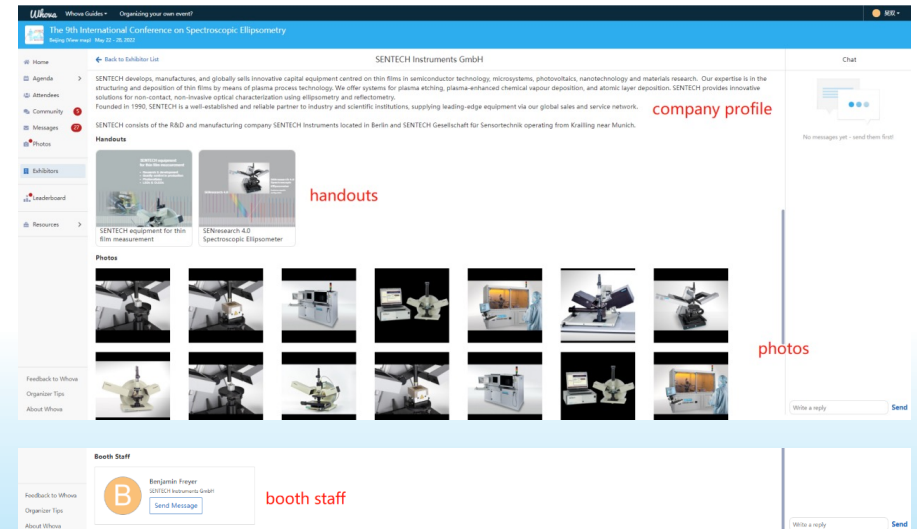 Whova
Whova Guides
Organizing your own event?
The 9th International Conference on Spectroscopic Ellipsometry
Beijing (View map) May 22 - 28, 2022
Home
Agenda
Attendees
Community
Messages 27
Photos
Exhibitors
Leaderboard
Resources
Feedback to Whova
Organizer Tips
About Whova
Back to Exhibitor List
SENTECH Instruments GmbH
SENTECH develops, manufactures, and globally sells innovative capital equipment centred on thin films in semiconductor technology, microsystems, photovoltaics, nanotechnology and materials research. Our expertise is in the
structuring and deposition of thin films by means of plasma process technology. We offer systems for plasma etching, plasma-enhanced chemical vapour deposition, and atomic layer deposition. SENTECH provides innovative
solutions for non-contact, non-invasive optical characterization using ellipsometry and reflectometry.
Founded in 1990, SENTECH is a well-established and reliable partner to industry and scientific institutions, supplying leading-edge equipment via our global sales and service network.
company profile
SENTECH consists of the R&D and manufacturing company SENTECH Instruments located in Berlin and SENTECH Gesellschaft für Sensortechnik operating from Krailling near Munich.
Handouts
SENTECH equipment
for thin film measurement
SENTECH equipment for thin
film measurement
SENresearch 4.0
Spectroscopic Ellipsometer
handouts
Photos
photos
Chat
No messages yet - send them first!
Write a reply
Send
Booth Staff
B
Benjamin Freyer
SENTECH Instruments GmbH
Send Message
booth staff
Feedback to Whova
Organizer Tips
About Whova
Write a reply
Send